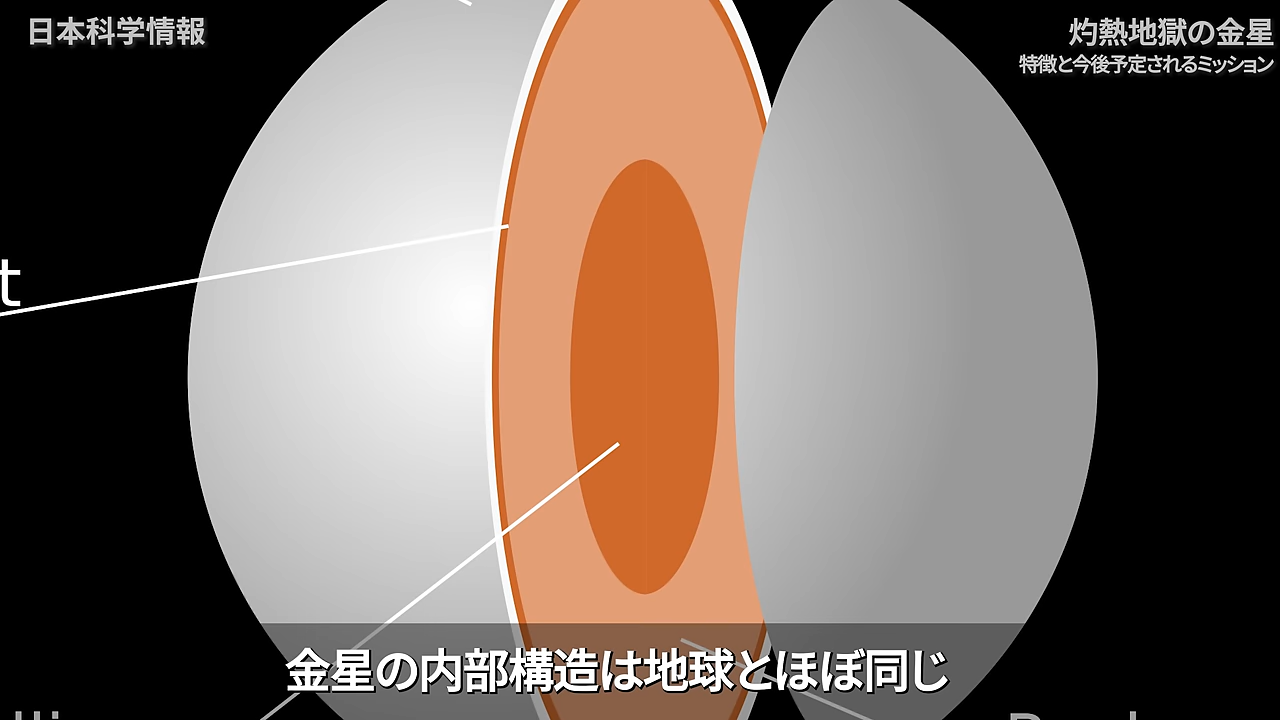 日本科学情報
灼熱地獄の金星
特徴と今後予定されるミッション
t
金星の内部構造は地球とほぼ同じ